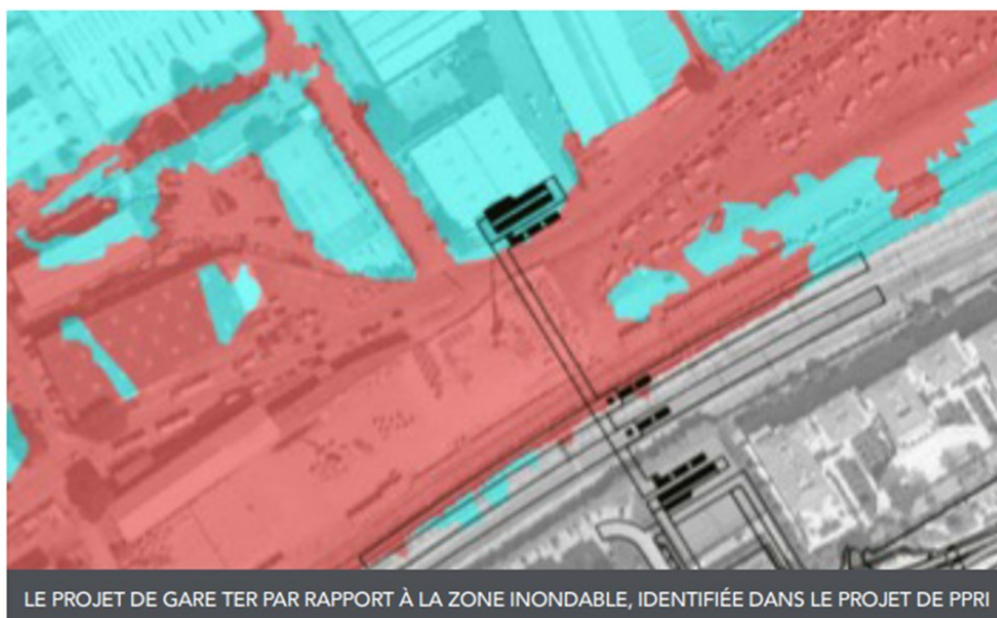 LE PROJET DE GARE TER PAR RAPPORT À LA ZONE INONDABLE, IDENTIFIÉE DANS LE PROJET DE PPRI